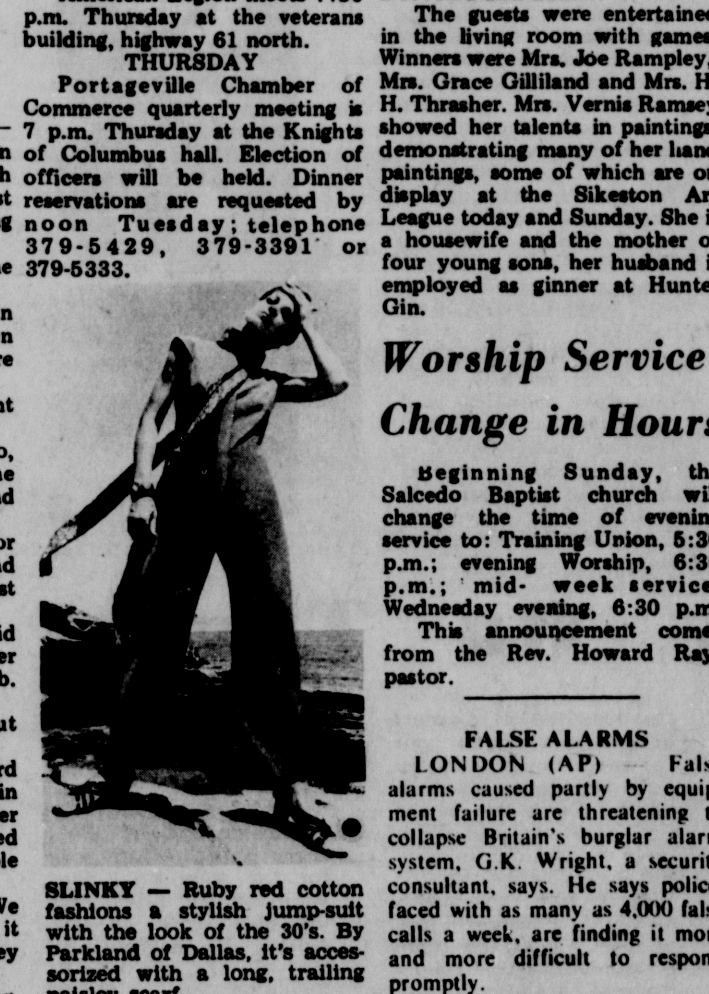 p.m. Thursday at the veterans
building, highway 61 north.
THURSDAY
Portageville Chamber of
Commerce quarterly meeting is
7 p.m. Thursday at the Knights
of Columbus hall. Election of
officers will be held. Dinner
reservations are requested by
noon Tuesday; telephone
379-5429, 379-3391 or
379-5333.
SLINKY — Ruby red cotton
fashions a stylish jump-suit
with the look of the 30's. By
Parkland of Dallas, it's acces-
sorized with a long, trailing
paisley scarf.
The guests were entertained
in the living room with games
Winners were Mrs. Joe Rampley,
Mrs. Grace Gilliland and Mrs. H.
H. Thrasher. Mrs. Vernis Ramsey
showed her talents in paintings
demonstrating many of her hand
paintings, some of which are on
display at the Sikeston Art
League today and Sunday. She is
a housewife and the mother of
four young sons, her husband is
employed as ginner at Hunter
Gin.
Worship Service
Change in Hours
Beginning Sunday, the
Salcedo Baptist church will
change the time of evening
service to: Training Union, 5:30
p.m.; evening Worship, 6:30
p.m.; mid- week service
Wednesday evening, 6:30 p.m.
This announcement comes
from the Rev. Howard Ray,
pastor.
FALSE ALARMS
LONDON (AP) False
alarms caused partly by equip
ment failure are threatening to
collapse Britain's burglar alarm
system, G.K. Wright, a security
consultant, says. He says police
faced with as many as 4,000 false
calls a week, are finding it more
and more difficult to respond
promptly.